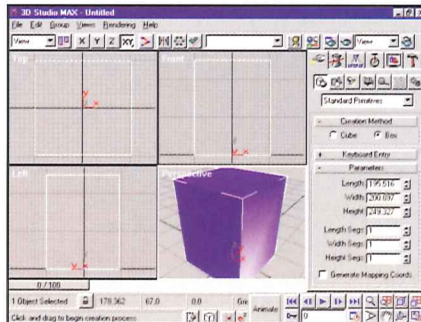 3D Studio MAX - Untitled
File Edit Group Views Rendering Help
View X Y Z XY View
Top
Front
Standard Primitives
Creation Method
Cube Box
Keyboard Entry
Parameters
Length: 195.516
Width: 200.897
Height: 249.327
Length Segs: 1
Width Segs: 1
Height Segs: 1
Generate Mapping Coords.
Left
Perspective
0 / 100
1 Object Selected 178.362 67.0 0.0 Animate
Click and drag to begin creation process 0